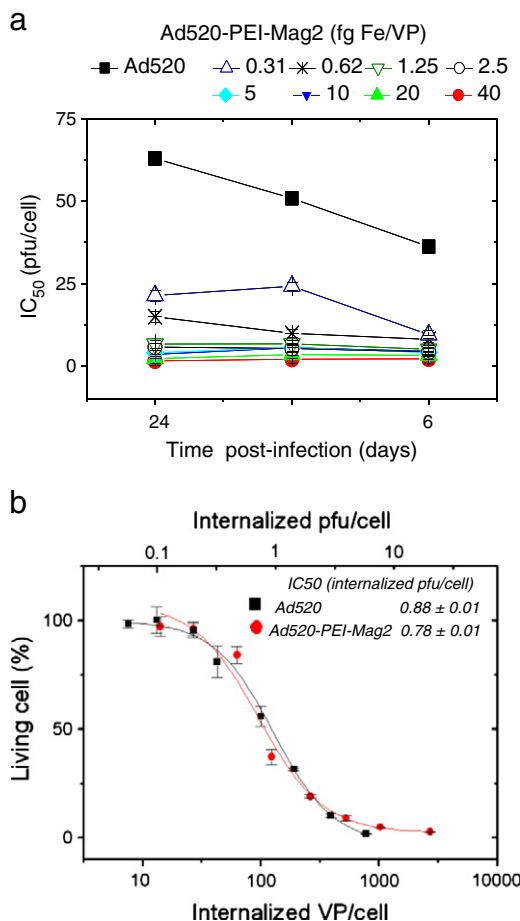 a
Ad520-PEI-Mag2 (fg Fe/VP)
Ad520 0.31 0.62 1.25 2.5
5 10 20 40
75
50
25
0
IC50 (pfu/cell)
24 6
Time post-infection (days)
b
Internalized pfu/cell
0.1 1 10
IC50 (internalized pfu/cell)
Ad520 0.88 ± 0.01
Ad520-PEI-Mag2 0.78 ± 0.01
100
50
0
Living cell (%)
10 100 1000 10000
Internalized VP/cell